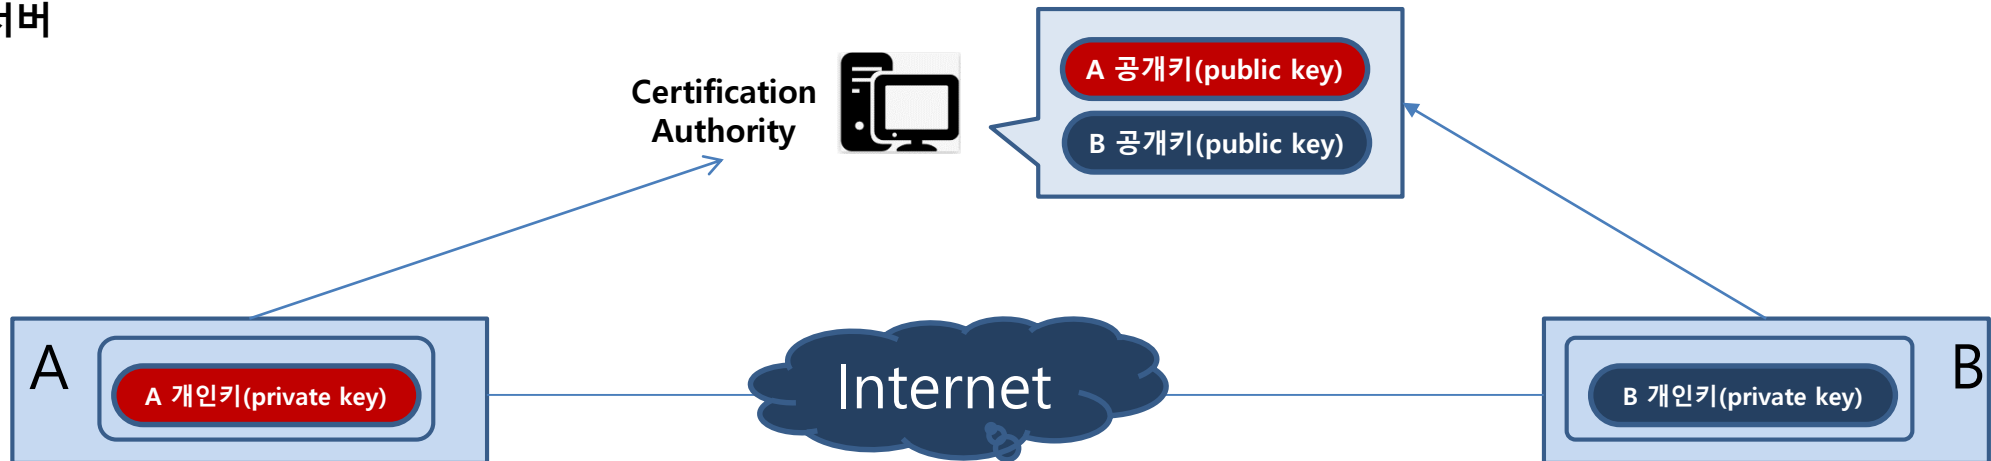 서버
A 공개키(public key)
Certification
Authority
B 공개키(public key)
A
A 개인키(private key)
Internet
B 개인키(private key)
B